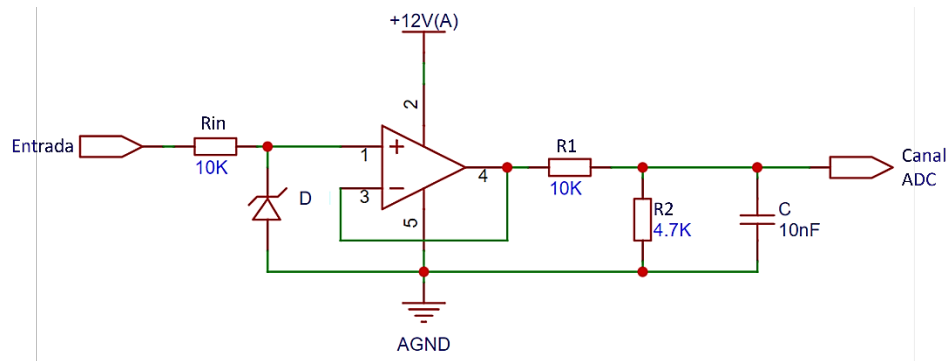 +12V(A)
Entrada
Rin
10K
D
+
-
1
2
3
4
5
R1
10K
R2
4.7K
C
10nF
Canal
ADC
AGND